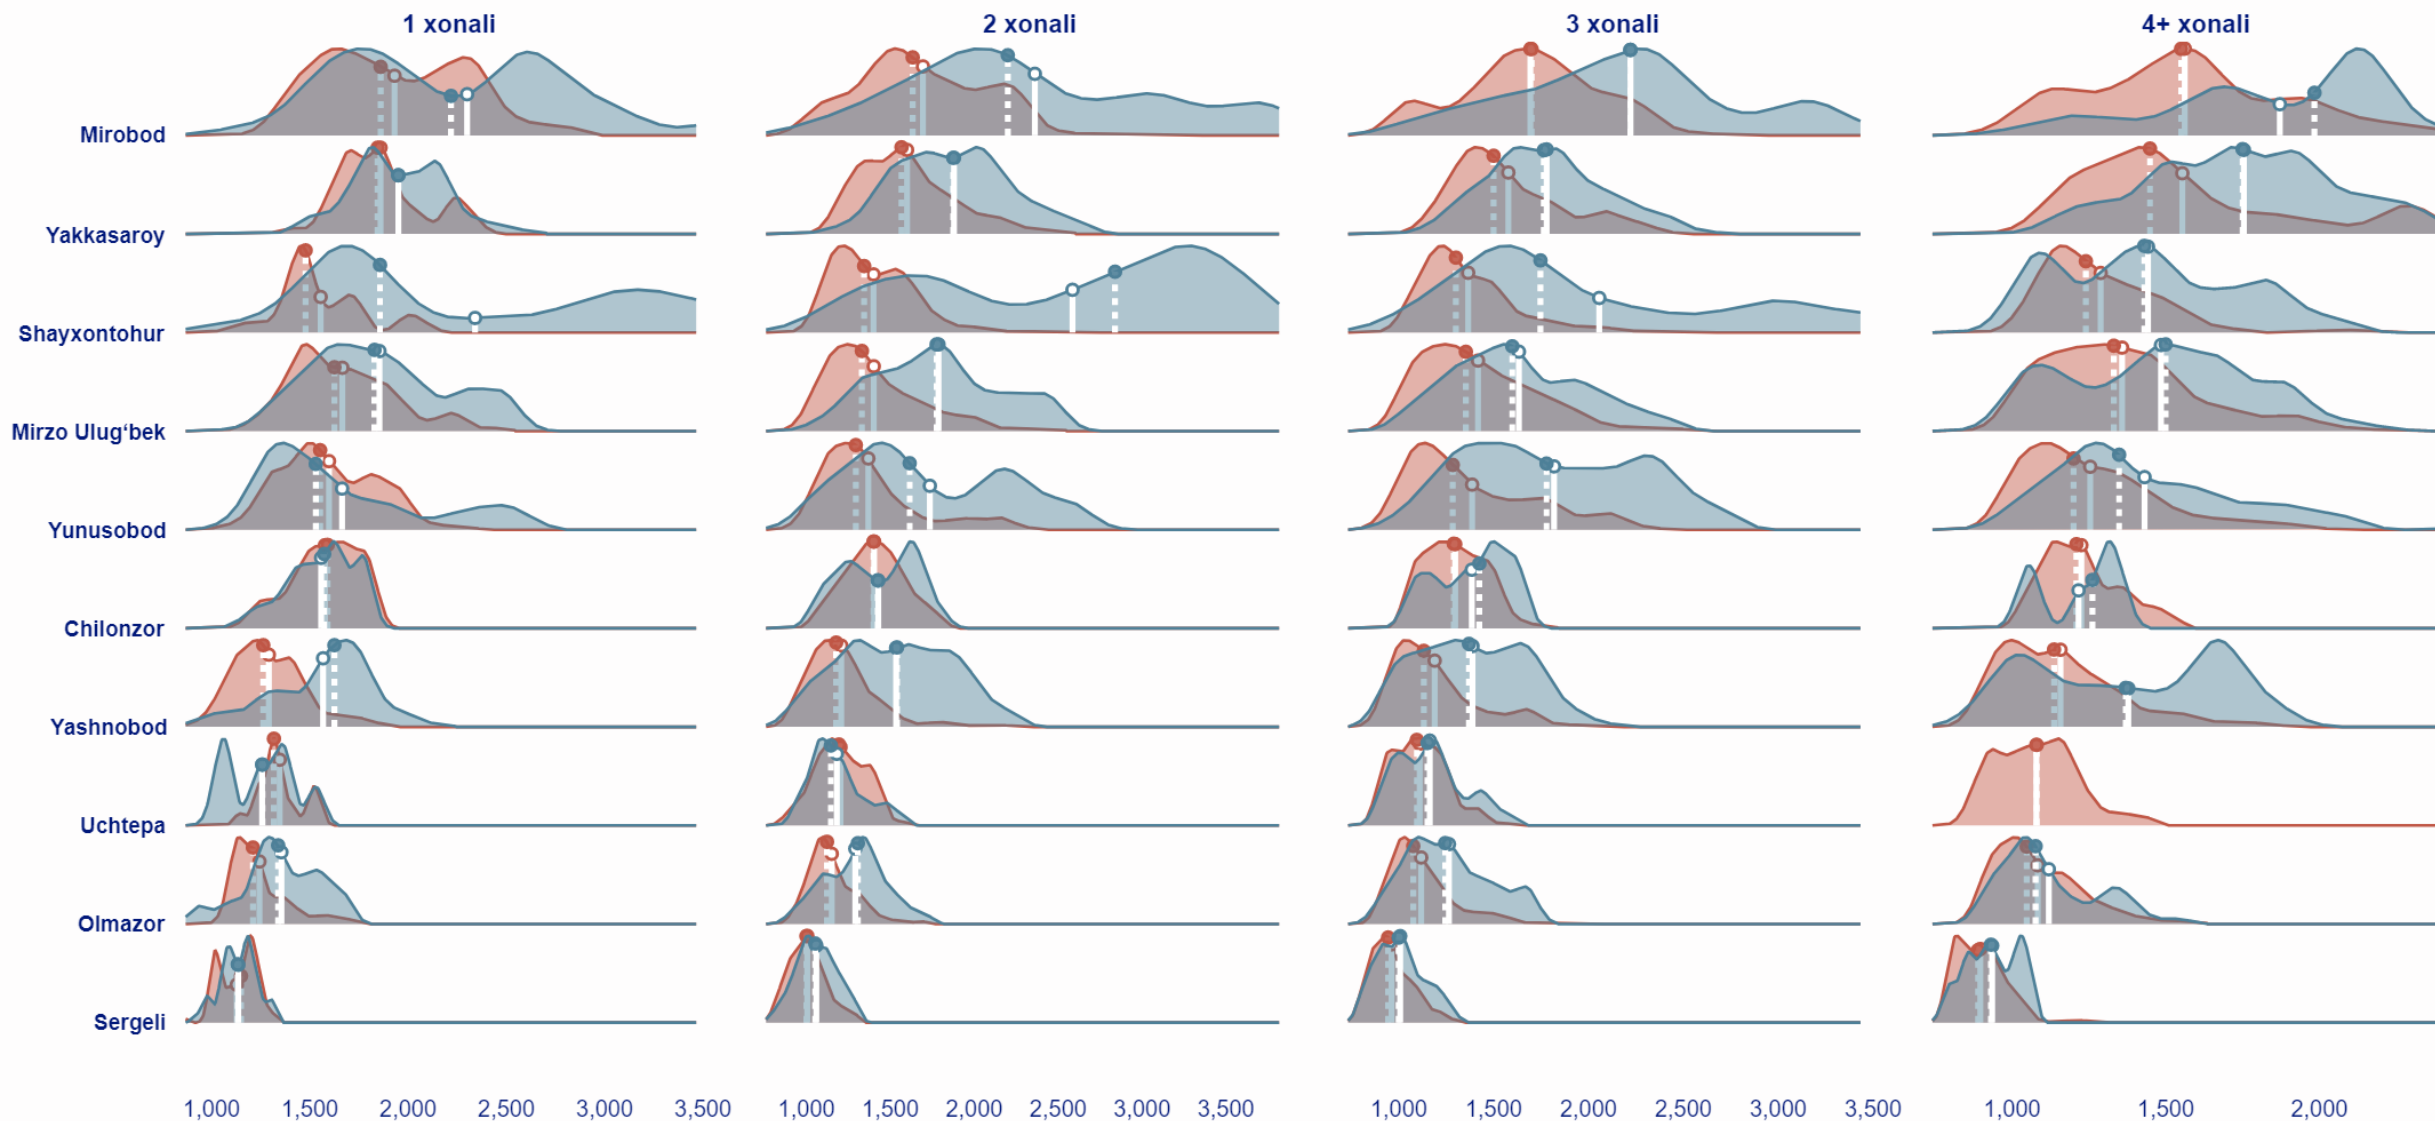 1 xonali 2 xonali 3 xonali 4+ xonali
Mirobod
Yakkasaroy
Shayxontohur
Mirzo Ulug‘bek
Yunusobod
Chilonzor
Yashnobod
Uchtepa
Olmazor
Sergeli
1,000 1,500 2,000 2,500 3,000 3,500 1,000 1,500 2,000 2,500 3,000 3,500 1,000 1,500 2,000 2,500 3,000 3,500 1,000 1,500 2,000